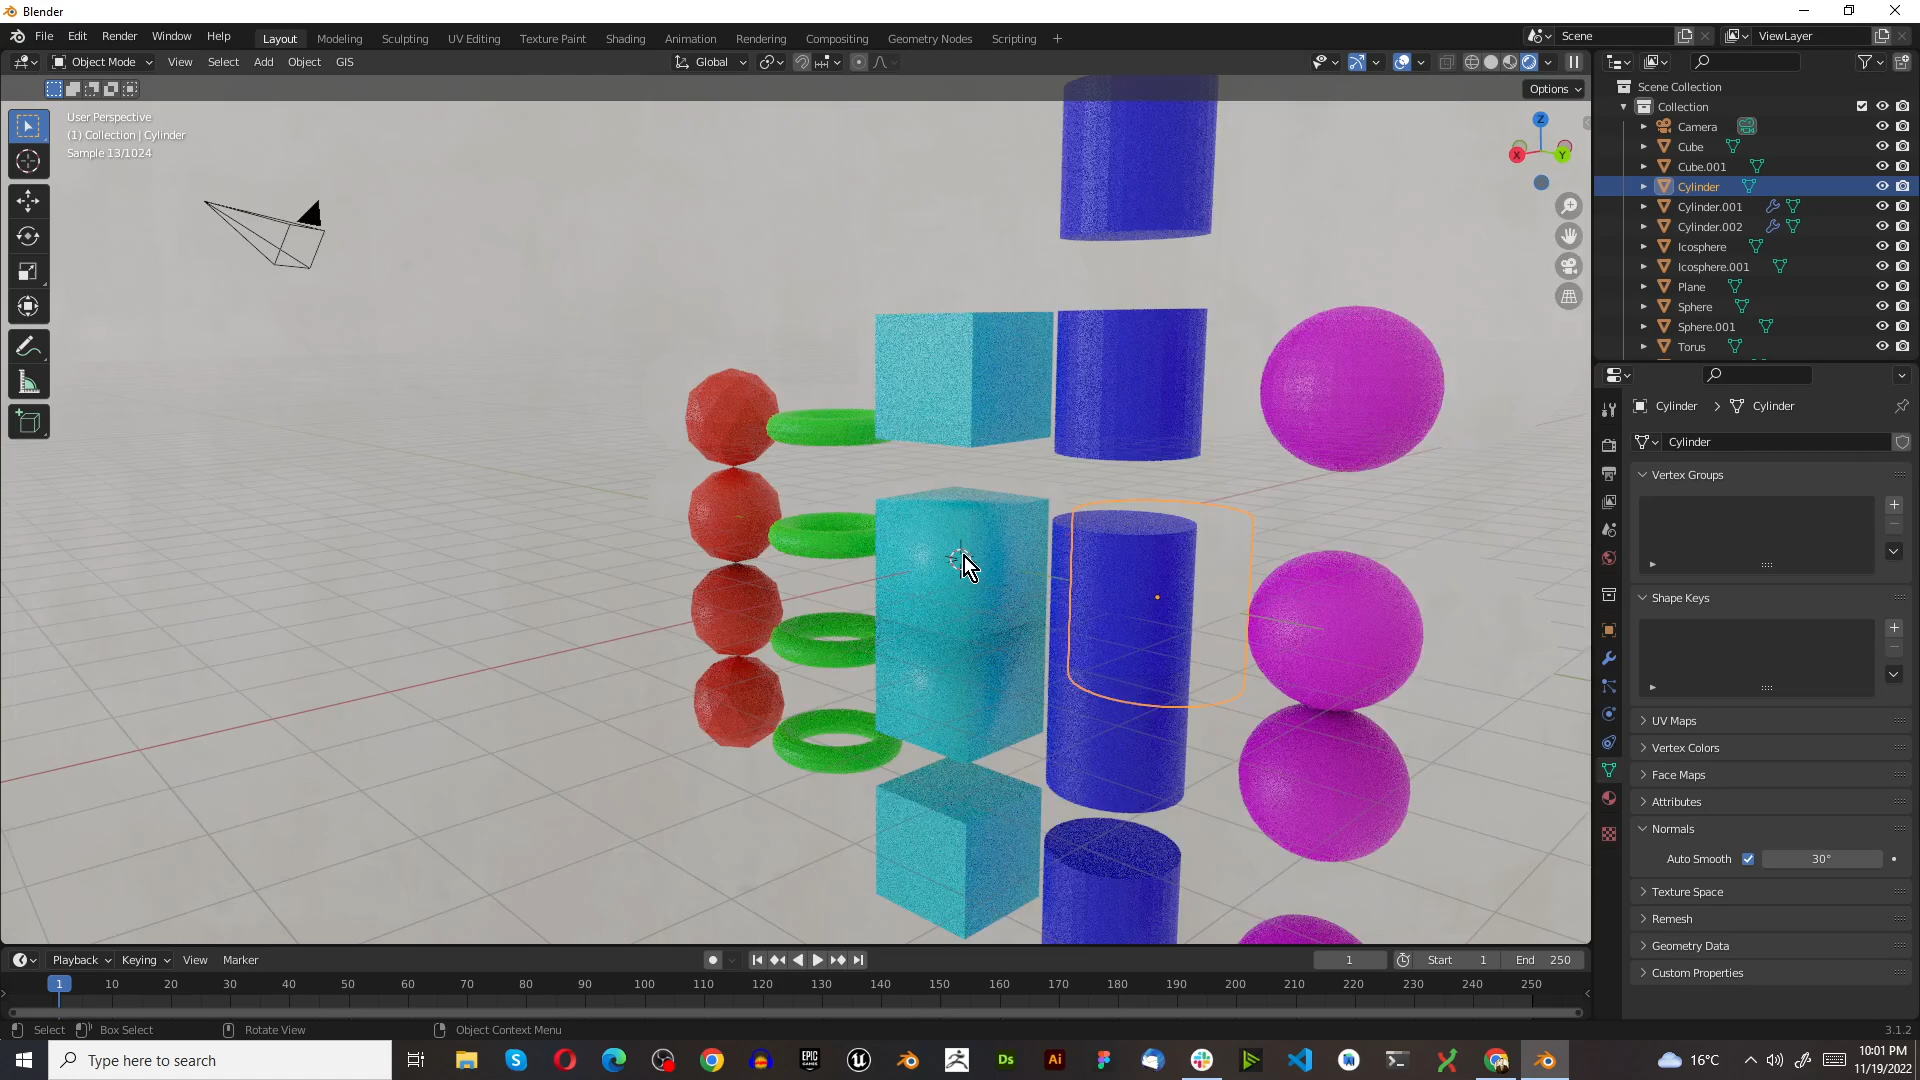 Blender
File Edit Render Window Help
Layout Modeling Sculpting UV Editing Texture Paint Shading Animation Rendering Compositing Geometry Nodes Scripting +
Scene
ViewLayer
Object Mode View Select Add Object GIS
Global
Options
User Perspective
(1) Collection | Cylinder
Sample 13/1024
Z
X
Y
Scene Collection
Collection
Camera
Cube
Cube.001
Cylinder
Cylinder.001
Cylinder.002
Icosphere
Icosphere.001
Plane
Sphere
Sphere.001
Torus
Cylinder > Cylinder
Cylinder
Vertex Groups
Shape Keys
UV Maps
Vertex Colors
Face Maps
Attributes
Normals
Auto Smooth 30°
Texture Space
Remesh
Geometry Data
Custom Properties
Playback Keying View Marker
1 Start 1 End 250
1 10 20 30 40 50 60 70 80 90 100 110 120 130 140 150 160 170 180 190 200 210 220 230 240 250
Select Box Select Rotate View Object Context Menu
3.1.2
Type here to search
EPIC GAMES
Ds
Ai
16°C
10:01 PM
11/19/2022